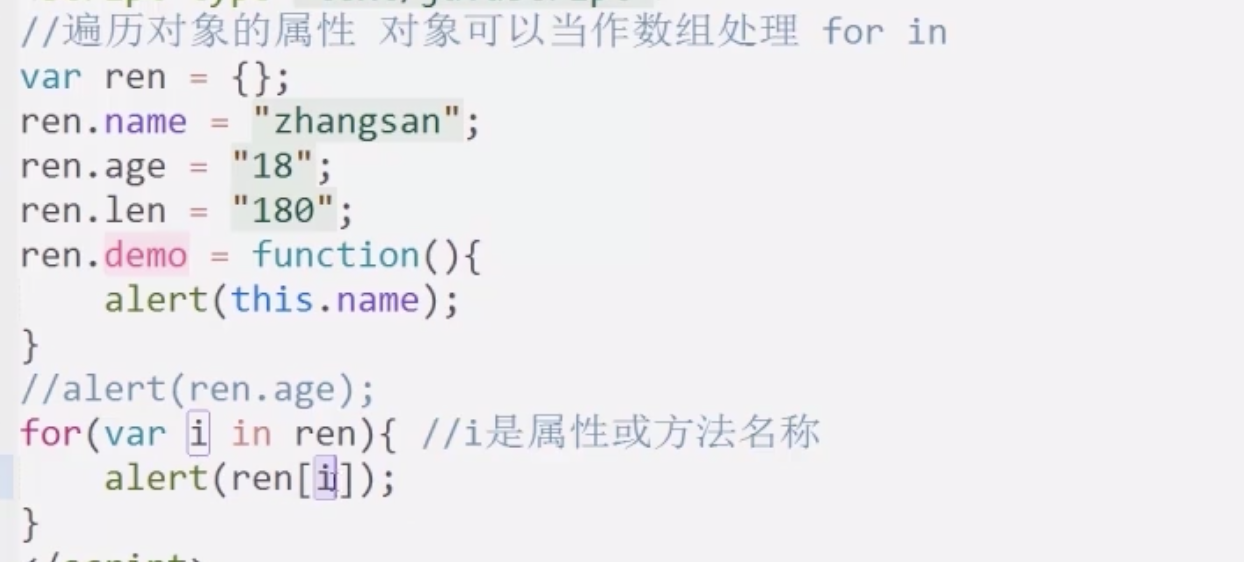 //遍历对象的属性 对象可以当作数组处理 for in
var ren = {};
ren.name = "zhangsan";
ren.age = "18";
ren.len = "180";
ren.demo = function(){
    alert(this.name);
}
//alert(ren.age);
for(var i in ren){ //i是属性或方法名称
    alert(ren[i]);
}